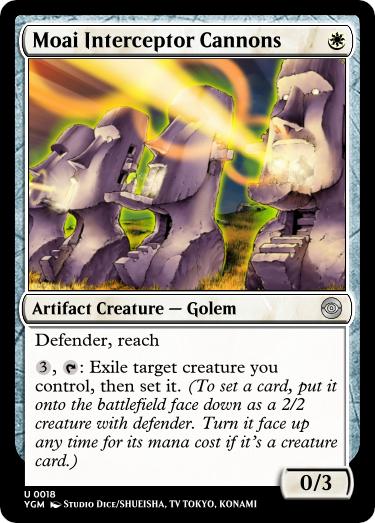 Moai Interceptor Cannons
Artifact Creature — Golem
Defender, reach
3, : Exile target creature you
control, then set it. (To set a card, put it
onto the battlefield face down as a 2/2
creature with defender. Turn it face
up any time for its mana cost if it's a creature
card.)
0/3
U 0018
YGM STUDIO DICE/SHUEISHA, TV TOKYO, KONAMI